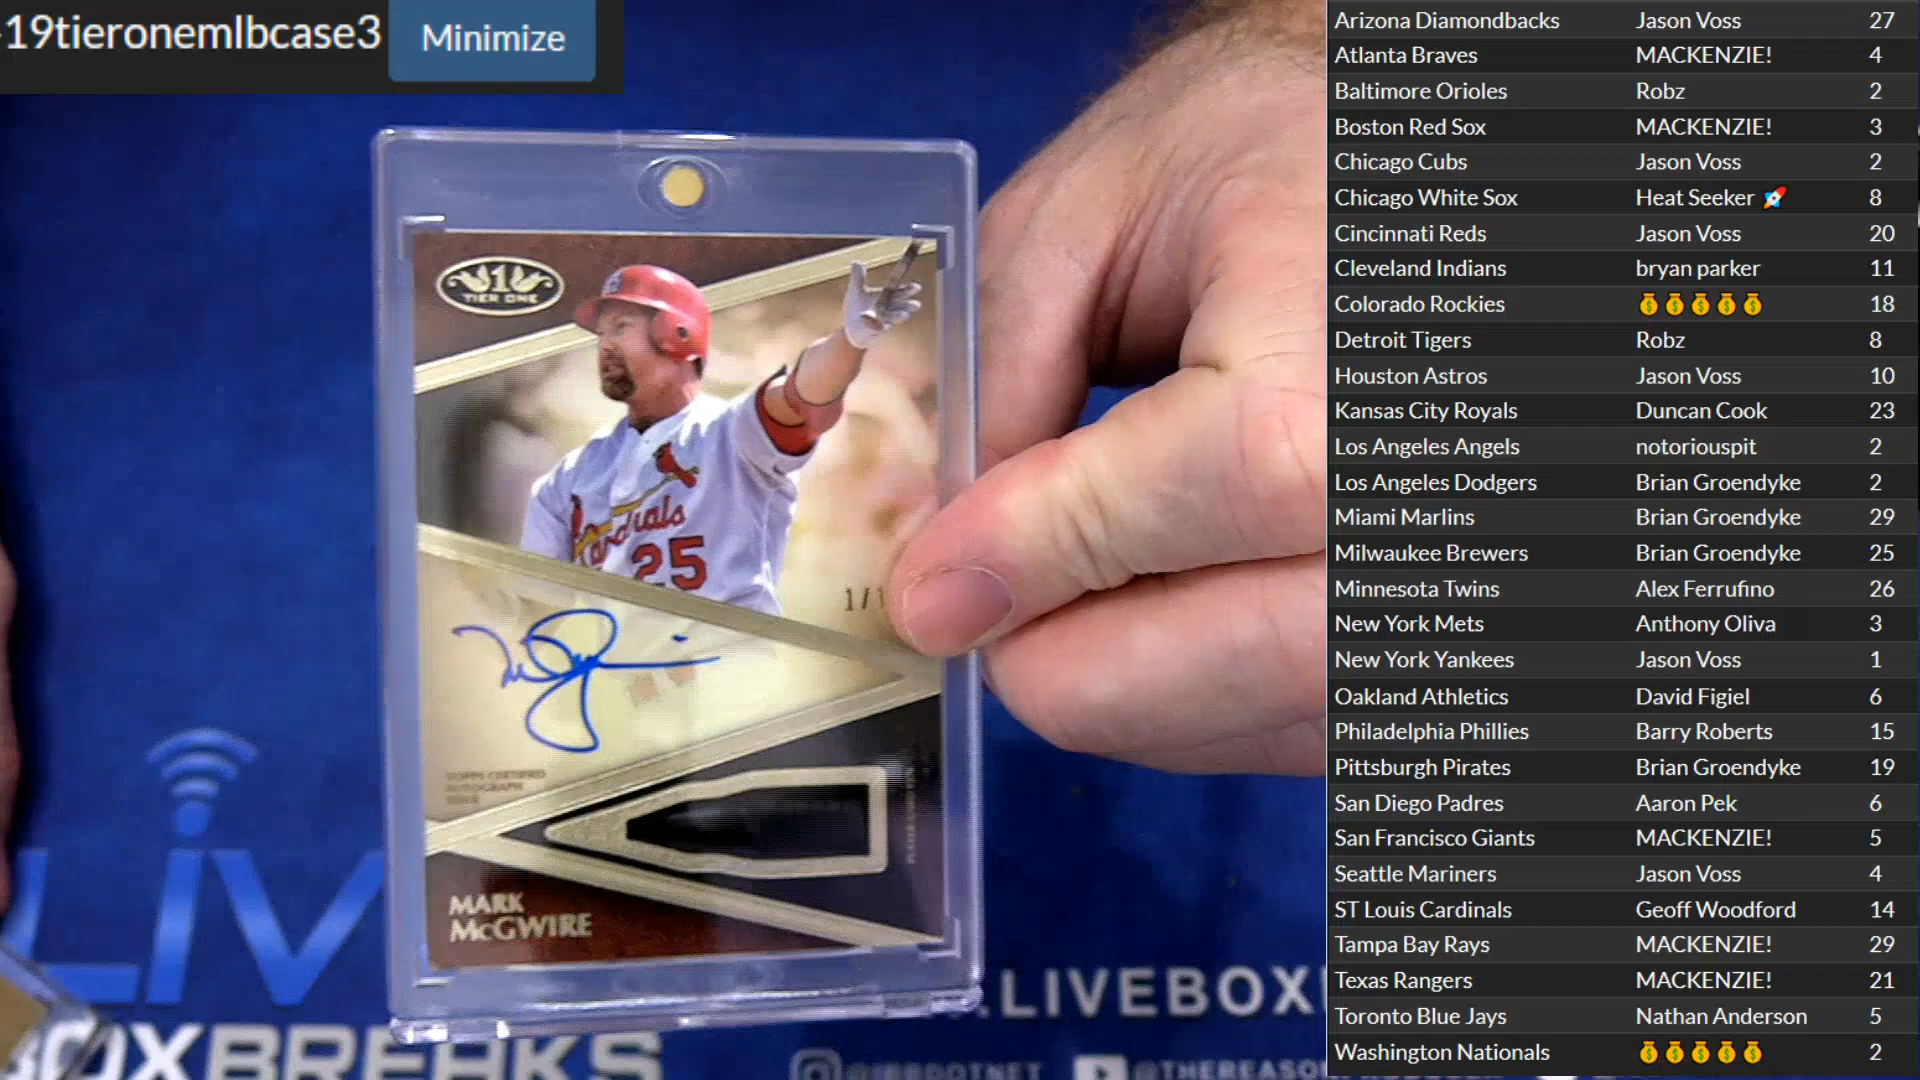 -19tieronemlbcase3
Minimize
1
TIER ONE
Cardinals
25
1/1
TOPPS CERTIFIED
AUTOGRAPH
ISSUE
MARK
McGWIRE
LIV
BOXBREAKS
.LIVEBOX
Arizona Diamondbacks Jason Voss 27
Atlanta Braves MACKENZIE! 4
Baltimore Orioles Robz 2
Boston Red Sox MACKENZIE! 3
Chicago Cubs Jason Voss 2
Chicago White Sox Heat Seeker 🚀 8
Cincinnati Reds Jason Voss 20
Cleveland Indians bryan parker 11
Colorado Rockies 💰💰💰💰💰 18
Detroit Tigers Robz 8
Houston Astros Jason Voss 10
Kansas City Royals Duncan Cook 23
Los Angeles Angels notoriouspit 2
Los Angeles Dodgers Brian Groendyke 2
Miami Marlins Brian Groendyke 29
Milwaukee Brewers Brian Groendyke 25
Minnesota Twins Alex Ferrufino 26
New York Mets Anthony Oliva 3
New York Yankees Jason Voss 1
Oakland Athletics David Figiel 6
Philadelphia Phillies Barry Roberts 15
Pittsburgh Pirates Brian Groendyke 19
San Diego Padres Aaron Pek 6
San Francisco Giants MACKENZIE! 5
Seattle Mariners Jason Voss 4
ST Louis Cardinals Geoff Woodford 14
Tampa Bay Rays MACKENZIE! 29
Texas Rangers MACKENZIE! 21
Toronto Blue Jays Nathan Anderson 5
Washington Nationals 💰💰💰💰💰 2